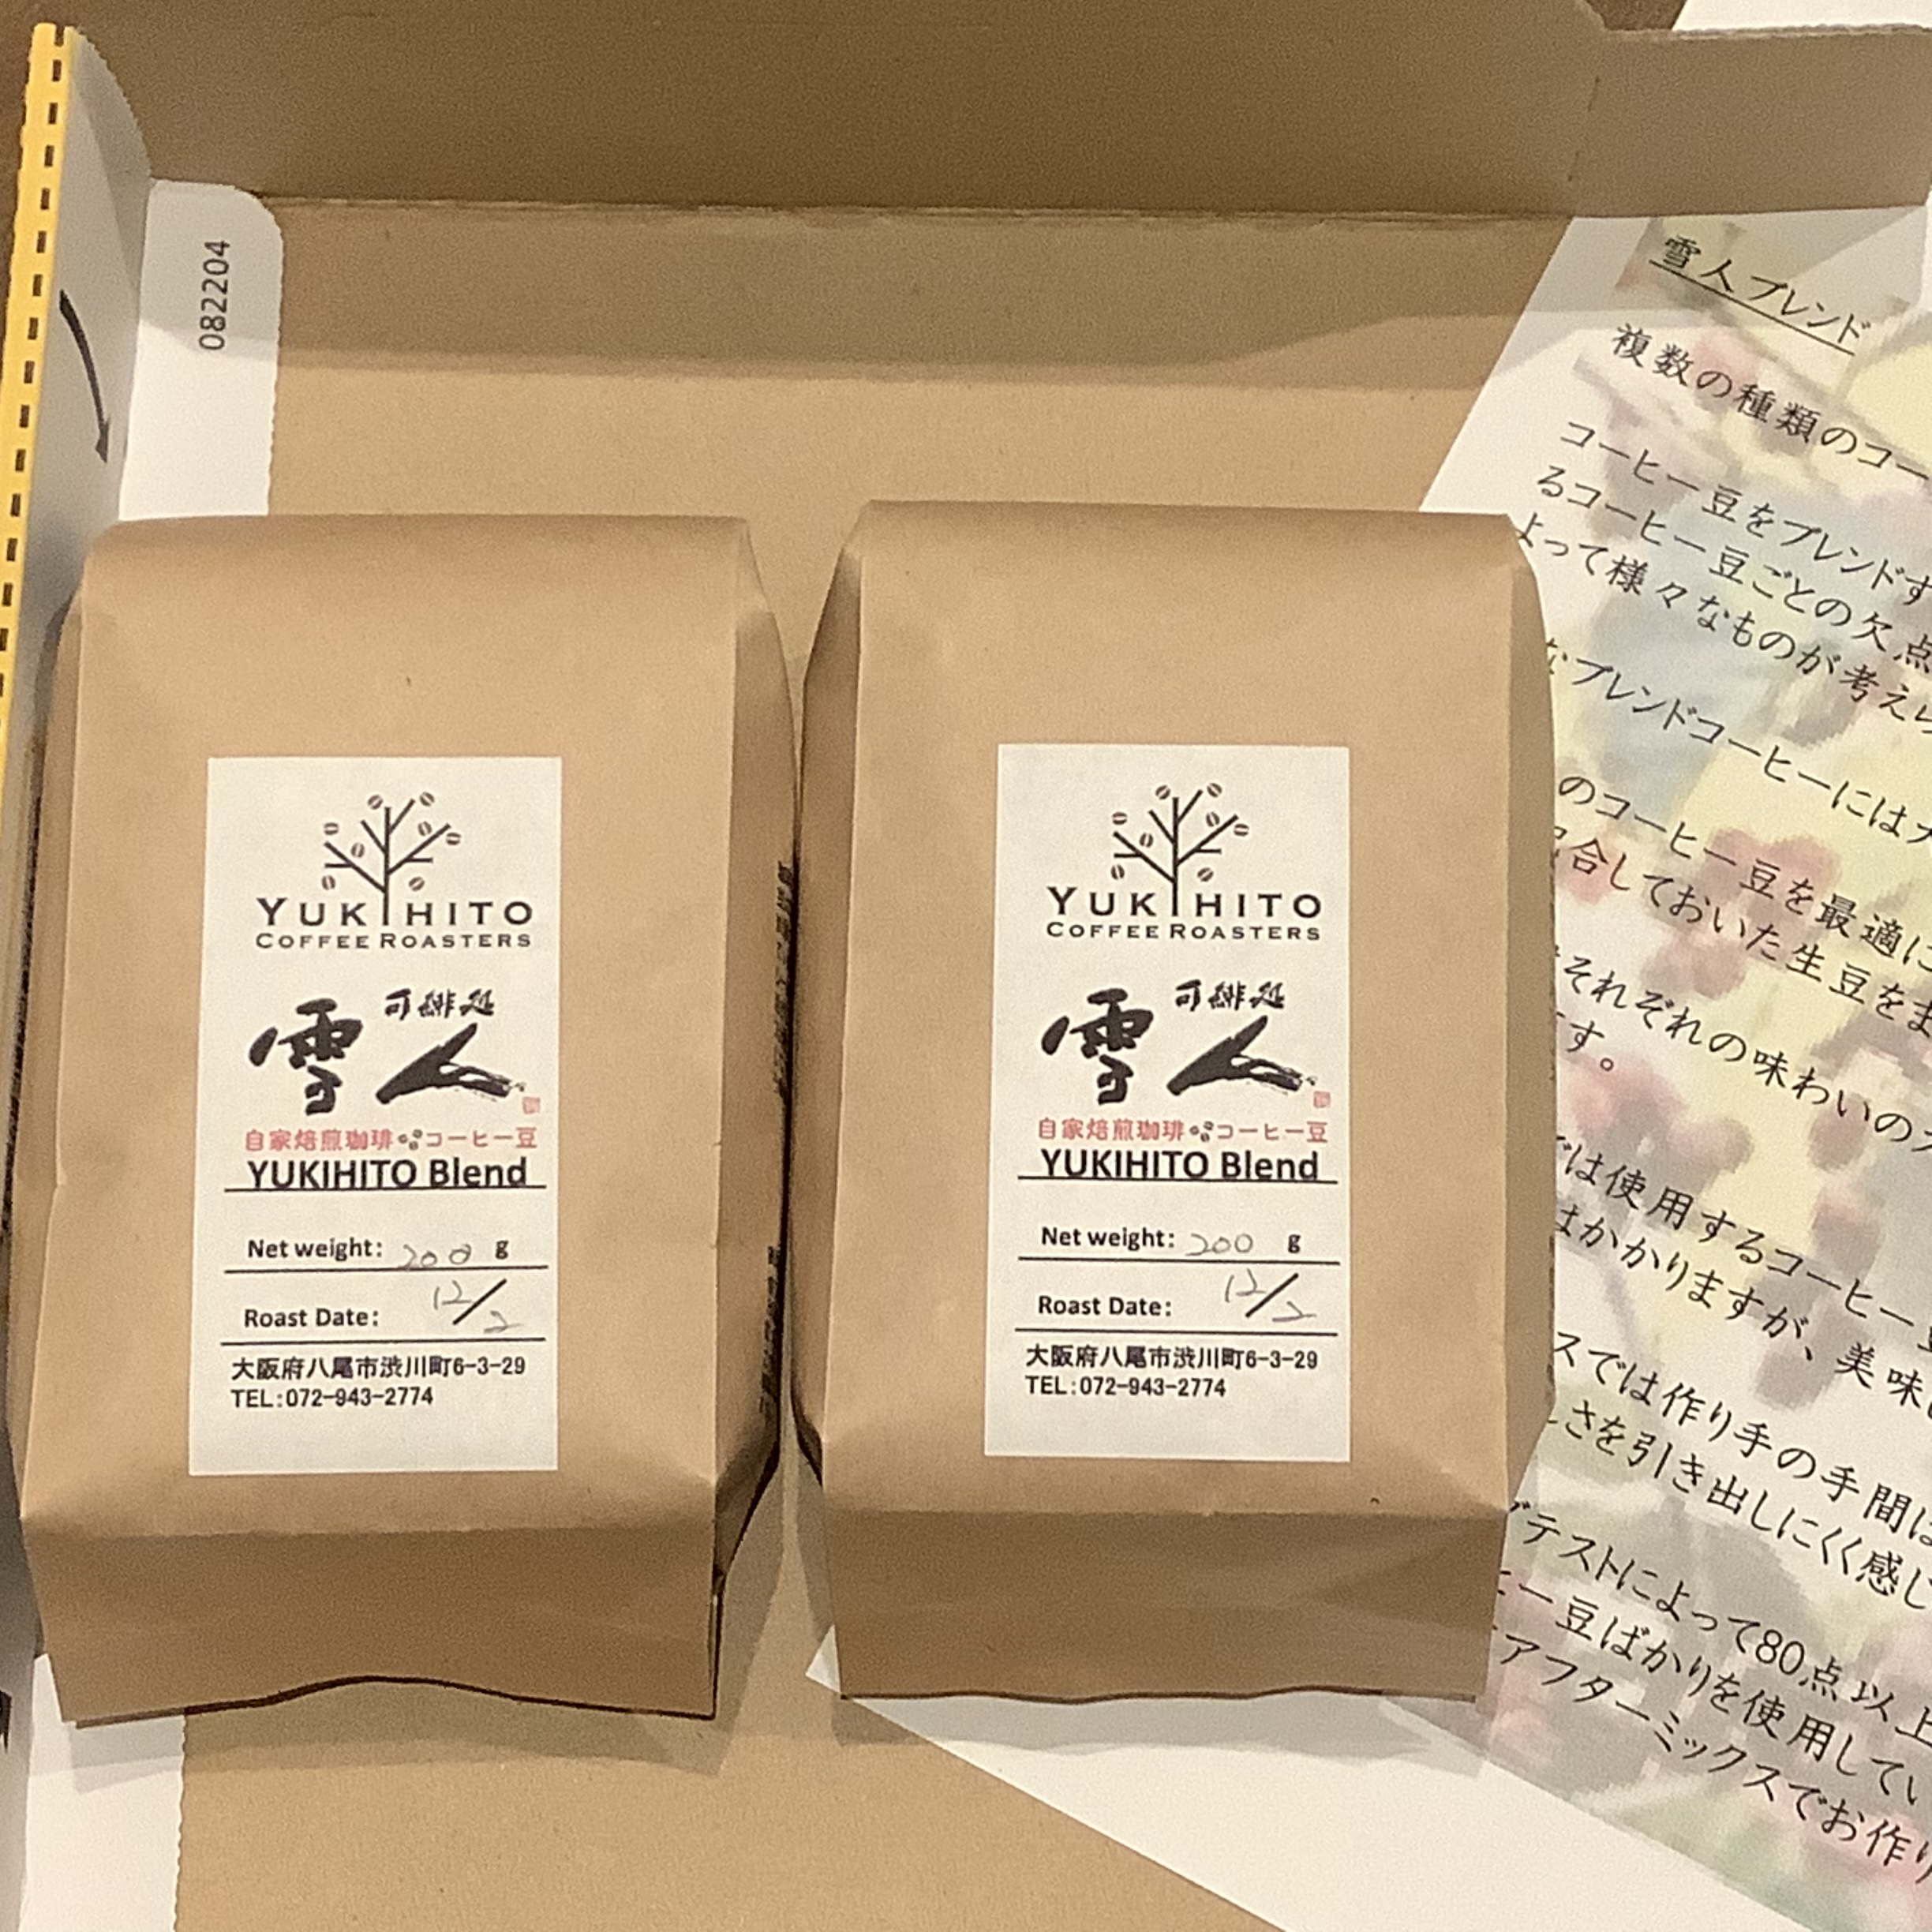 082204
YUKIHITO
COFFEE ROASTERS
可緋処
雪人
自家焙煎珈琲 コーヒー豆
YUKIHITO Blend
Net weight: 200 g
Roast Date: 12/2
大阪府八尾市渋川町6-3-29
TEL:072-943-2774
YUKIHITO
COFFEE ROASTERS
可緋処
雪人
自家焙煎珈琲 コーヒー豆
YUKIHITO Blend
Net weight: 200 g
Roast Date: 12/2
大阪府八尾市渋川町6-3-29
TEL:072-943-2774
雪人ブレンド
複数の種類のコー
コーヒー豆をブレンドす
るコーヒー豆ごとの欠点
よって様々なものが考えら
なブレンドコーヒーには大
のコーヒー豆を最適に
合しておいた生豆をま
それぞれの味わいの
す。
では使用するコーヒー豆
はかかりますが、美味し
スでは作り手の手間は
しさを引き出しにくく感じ
グテストによって80点以上
ヒー豆ばかりを使用してい
アフターミックスでお作り